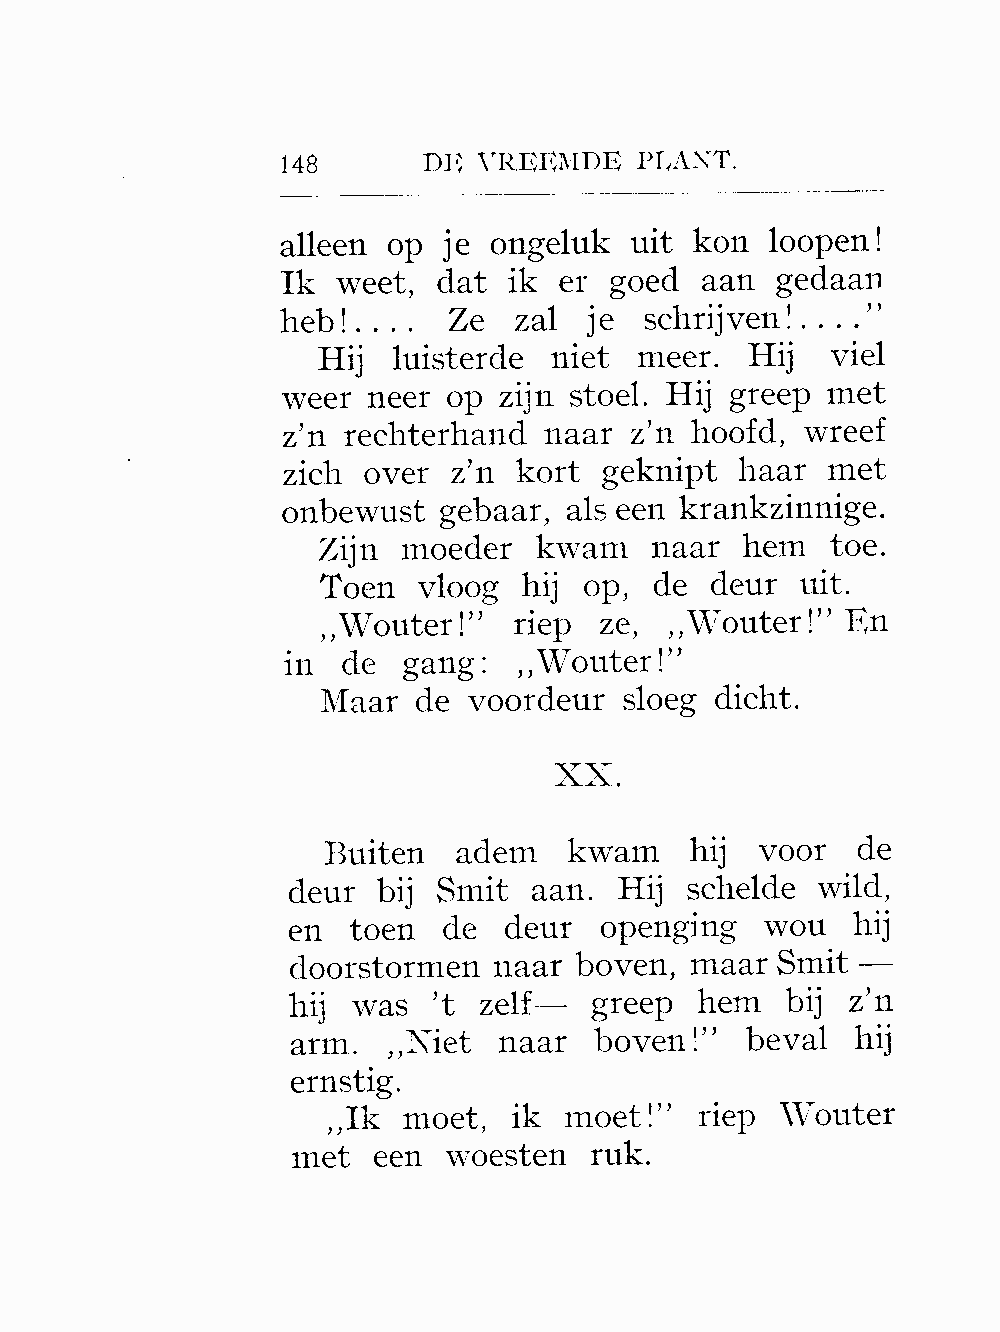 148 DE VREEMDE PLANT.
alleen op je ongeluk uit kon loopen!
Ik weet, dat ik er goed aan gedaan
heb!.... Ze zal je schrijven!....”
Hij luisterde niet meer. Hij viel
weer neer op zijn stoel. Hij greep met
z’n rechterhand naar z’n hoofd, wreef
zich over z’n kort geknipt haar met
onbewust gebaar, als een krankzinnige.
Zijn moeder kwam naar hem toe.
Toen vloog hij op, de deur uit.
„Wouter!” riep ze, „Wouter!” En
in de gang: „Wouter!”
Maar de voordeur sloeg dicht.
XX.
Buiten adem kwam hij voor de
deur bij Smit aan. Hij schelde wild,
en toen de deur openging wou hij
doorstormen naar boven, maar Smit —
hij was ’t zelf— greep hem bij z’n
arm. „Niet naar boven!” beval hij
ernstig.
„Ik moet, ik moet!” riep Wouter
met een woesten ruk.